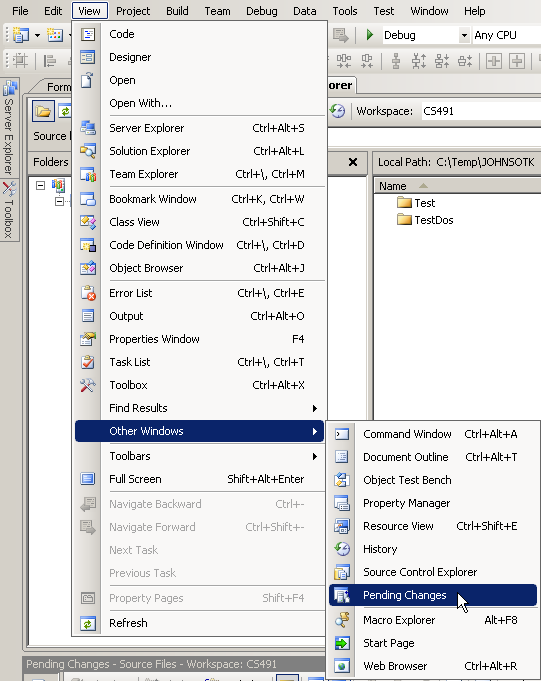 File Edit View Project Build Team Debug Data Tools Test Window Help
Debug Any CPU
Form
orer
Workspace: CS491
Source
Folders
Local Path: C:\Temp\JOHNSOTK
Name
Test
TestDos
Server Explorer
Toolbox
Code
Designer
Open
Open With...
Server Explorer Ctrl+Alt+S
Solution Explorer Ctrl+Alt+L
Team Explorer Ctrl+\, Ctrl+M
Bookmark Window Ctrl+K, Ctrl+W
Class View Ctrl+Shift+C
Code Definition Window Ctrl+\, Ctrl+D
Object Browser Ctrl+Alt+J
Error List Ctrl+\, Ctrl+E
Output Ctrl+Alt+O
Properties Window F4
Task List Ctrl+\, Ctrl+T
Toolbox Ctrl+Alt+X
Find Results
Other Windows
Toolbars
Full Screen Shift+Alt+Enter
Navigate Backward Ctrl+-
Navigate Forward Ctrl+Shift+-
Next Task
Previous Task
Property Pages Shift+F4
Refresh
Command Window Ctrl+Alt+A
Document Outline Ctrl+Alt+T
Object Test Bench
Property Manager
Resource View Ctrl+Shift+E
History
Source Control Explorer
Pending Changes
Macro Explorer Alt+F8
Start Page
Web Browser Ctrl+Alt+R
Pending Changes - Source Files - Workspace: CS491